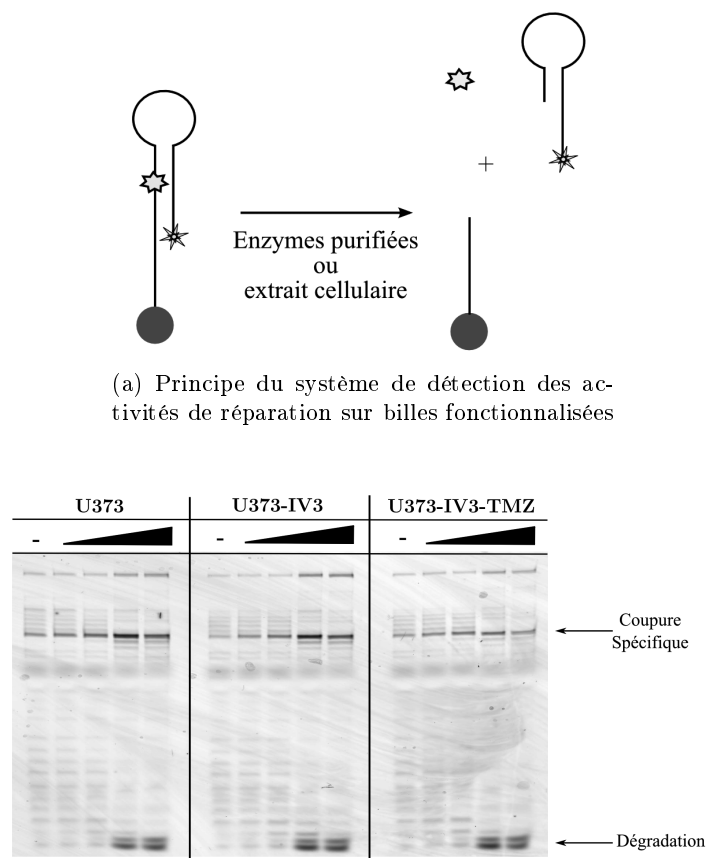 +
Enzymes purifiées
ou
extrait cellulaire
(a) Principe du système de détection des ac-
tivités de réparation sur billes fonctionnalisées
U373 U373-IV3 U373-IV3-TMZ
- - -
Coupure
Spécifique
Dégradation